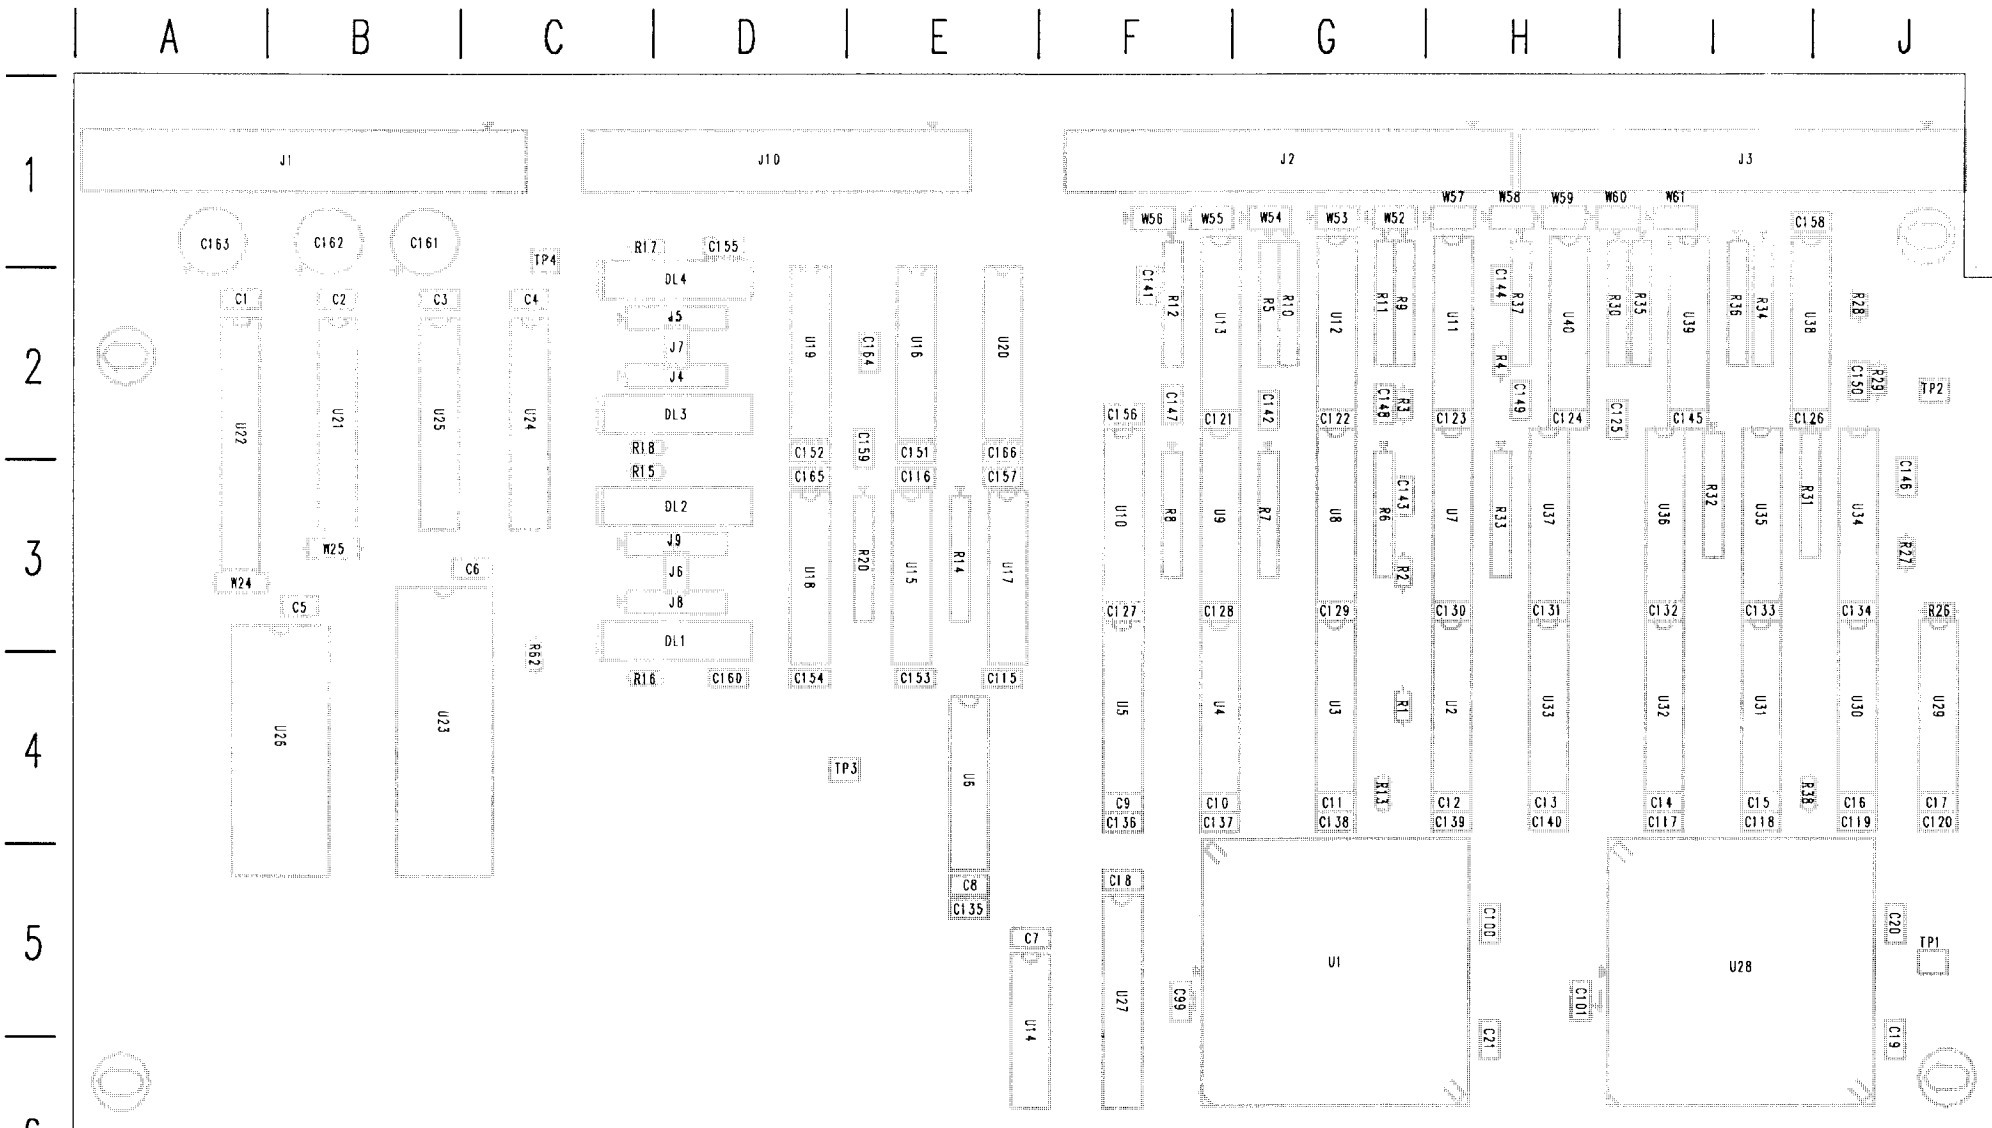 A B C D E F G H I J
1
J1 J10 J2 J3
W57 W58 W59 W60 W61
W56 W55 W54 W53 W52
C158
C163 C162 C161 R17 C155
TP4
DL4
C141 C144
C1 C2 C3 C4
R12 R5 R10 R11 R9 R37 R30 R35 R36 R34 R28
J5
U13 U12 U11 U40 U39 U38
2
J7 U19 C164 U16 U20
R4
J4
C150 R29 TP2
DL3
C147 C142 C148 R3 C149
C156 C121 C122 C123 C124 C125 C145 C126
U22 U21 U25 U24
R18 C152 C159 C151 C166
R15 C165 C116 C157
C146
DL2
C143
U10 R8 U9 R7 U8 R6 U7 R33 U37 U36 R32 U35 R31 U34
3
W25 J9
R27
C6 J6 U18 R20 U15 R14 U17 R2
W24
C5 J8
C127 C128 C129 C130 C131 C132 C133 C134 R26
DL1
R62
R16 C160 C154 C153 C115
U5 U4 U3 R1 U2 U33 U32 U31 U30 U29
U26 U23
4
TP3 U6
R13 R38
C9 C10 C11 C12 C13 C14 C15 C16 C17
C136 C137 C138 C139 C140 C117 C118 C119 C120
C8 C18
C135
C100 C20
5
C7 TP1
U1 U28
U27 C99 C101
U14 C21 C19